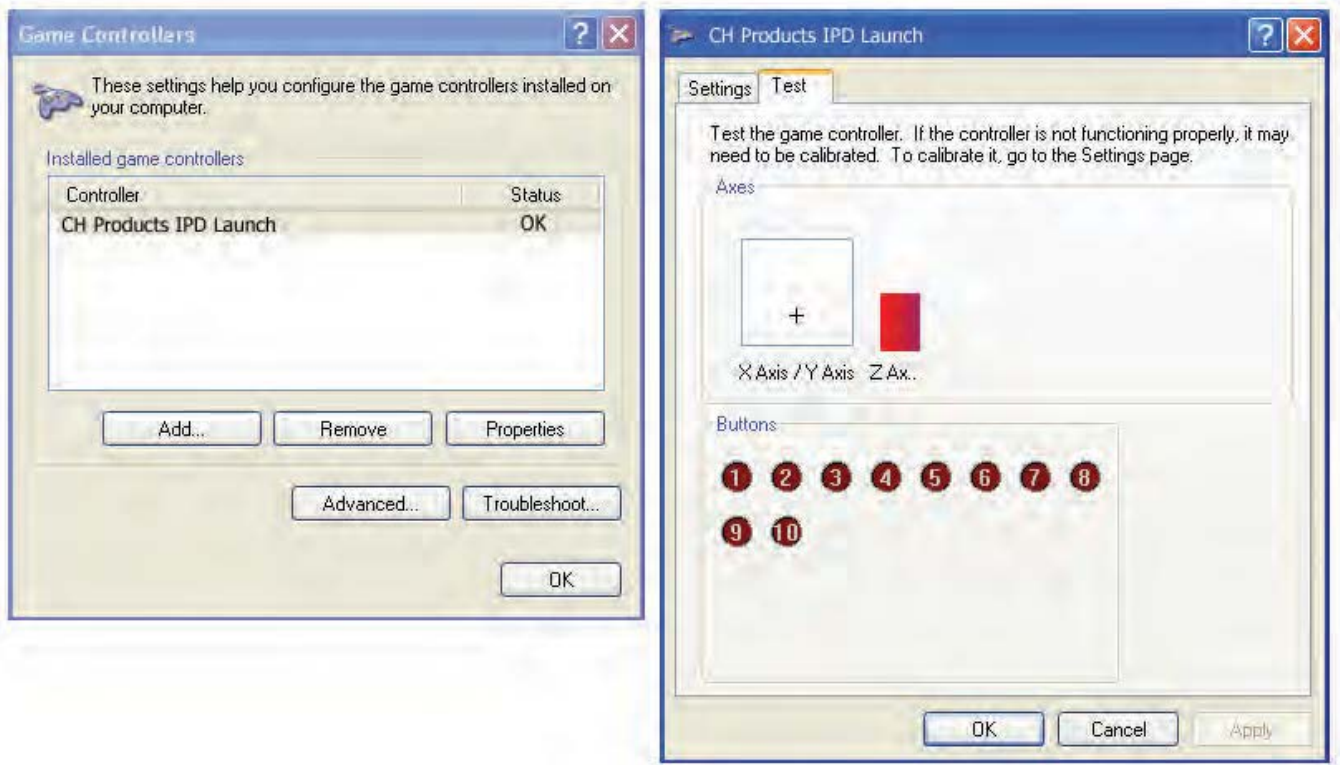 Game Controllers
These settings help you configure the game controllers installed on
your computer.
Installed game controllers
Controller Status
CH Products IPD Launch OK
Add... Remove Properties
Advanced... Troubleshoot...
OK
CH Products IPD Launch
Settings Test
Test the game controller. If the controller is not functioning properly, it may
need to be calibrated. To calibrate it, go to the Settings page.
Axes
X Axis / Y Axis Z Ax..
Buttons
1 2 3 4 5 6 7 8
9 10
OK Cancel Apply